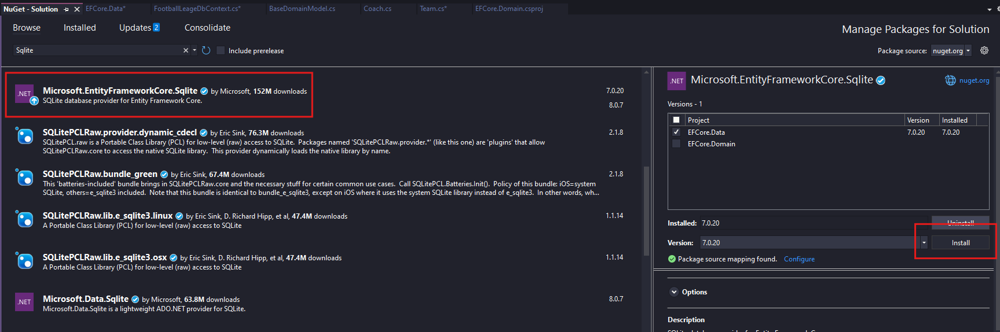 NuGet - Solution
EFCore.Data*
FootballLeageDbContext.cs*
BaseDomainModel.cs
Coach.cs
Team.cs*
EFCore.Domain.csproj
Browse
Installed
Updates 2
Consolidate
Manage Packages for Solution
Sqlite
Include prerelease
Package source: nuget.org
.NET
Microsoft.EntityFrameworkCore.Sqlite by Microsoft, 152M downloads
7.0.20
SQLite database provider for Entity Framework Core.
8.0.7
SQLitePCLRaw.provider.dynamic_cdecl by Eric Sink, 76.3M downloads
2.1.8
SQLitePCL.raw is a Portable Class Library (PCL) for low-level (raw) access to SQLite. Packages named 'SQLitePCLRaw.provider.*' (like this one) are 'plugins' that allow
SQLitePCLRaw.core to access the native SQLite library. This provider dynamically loads the native library by name.
SQLitePCLRaw.bundle_green by Eric Sink, 67.4M downloads
2.1.8
This 'batteries-included' bundle brings in SQLitePCLRaw.core and the necessary stuff for certain common use cases. Call SQLitePCL.Batteries.Init(). Policy of this bundle: iOS=system
SQLite, others=e_sqlite3 included. Note that this bundle is identical to bundle_e_sqlite3, except on iOS where it uses the system SQLite library instead of e_sqlite3. In other words, wh...
SQLitePCLRaw.lib.e_sqlite3.linux by Eric Sink, D. Richard Hipp, et al, 47.4M downloads
1.1.14
A Portable Class Library (PCL) for low-level (raw) access to SQLite
SQLitePCLRaw.lib.e_sqlite3.osx by Eric Sink, D. Richard Hipp, et al, 47.4M downloads
1.1.14
A Portable Class Library (PCL) for low-level (raw) access to SQLite
.NET
Microsoft.Data.Sqlite by Microsoft, 63.8M downloads
8.0.7
Microsoft.Data.Sqlite is a lightweight ADO.NET provider for SQLite.
.NET
Microsoft.EntityFrameworkCore.Sqlite
nuget.org
Versions - 1
Project Version Installed
EFCore.Data 7.0.20 7.0.20
EFCore.Domain
Installed: 7.0.20 Uninstall
Version: 7.0.20 Install
Package source mapping found. Configure
Options
Description